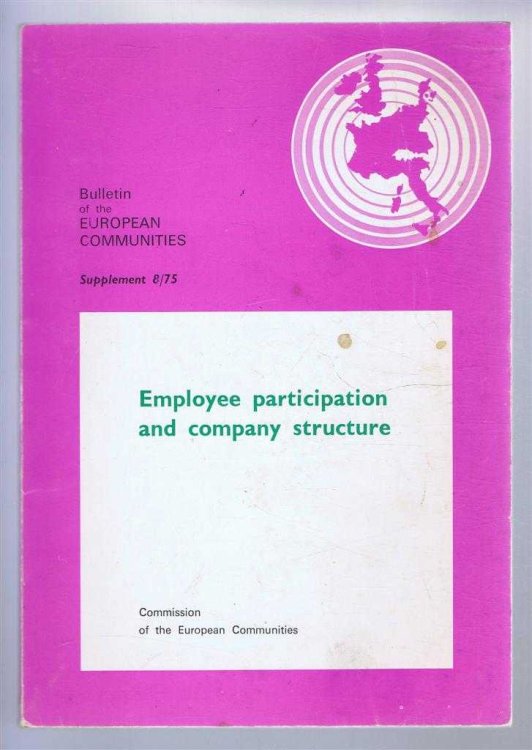 Bulletin
of the
EUROPEAN
COMMUNITIES
Supplement 8/75
Employee participation
and company structure
Commission
of the European Communities